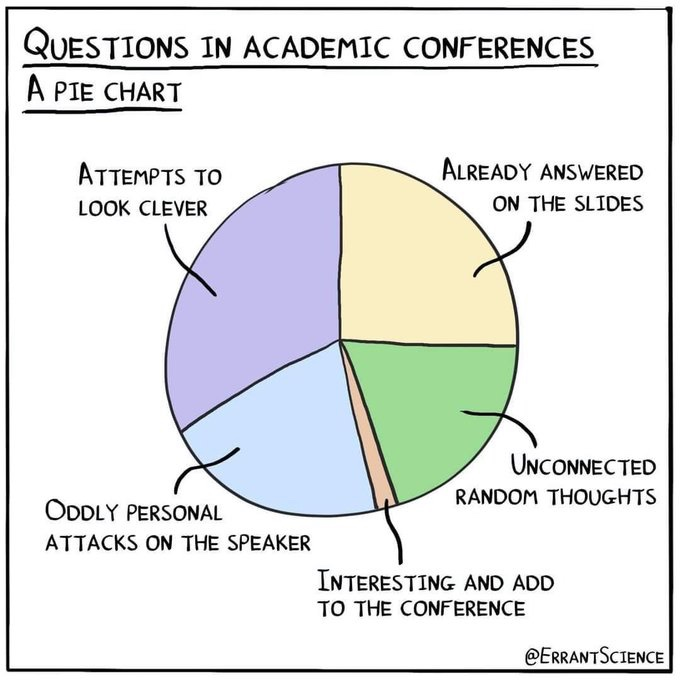 QUESTIONS IN ACADEMIC CONFERENCES
A PIE CHART
ATTEMPTS TO
LOOK CLEVER
ALREADY ANSWERED
ON THE SLIDES
UNCONNECTED
RANDOM THOUGHTS
ODDLY PERSONAL
ATTACKS ON THE SPEAKER
INTERESTING AND ADD
TO THE CONFERENCE
@ERRANTSCIENCE